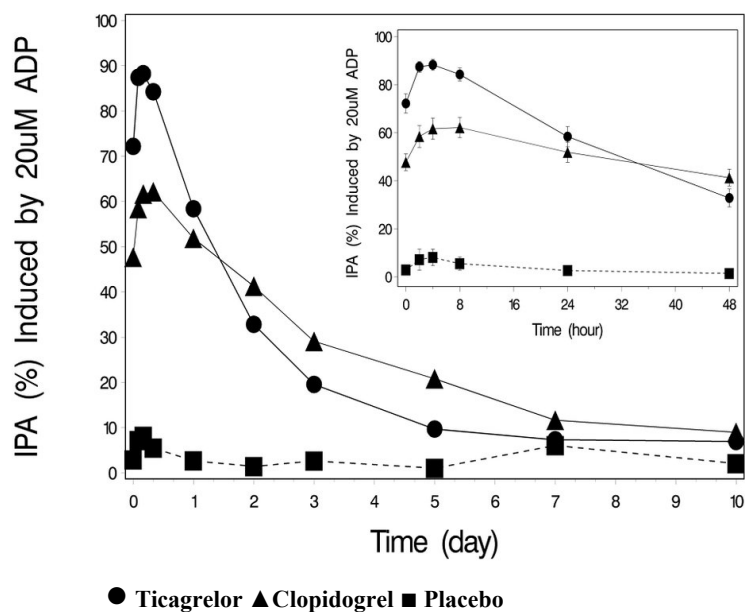 IPA (%) Induced by 20uM ADP
100
90
80
70
60
50
40
30
20
10
0
0 1 2 3 4 5 6 7 8 9 10
Time (day)
IPA (%) Induced by 20uM ADP
100
80
60
40
20
0
0 8 16 24 32 40 48
Time (hour)
Ticagrelor Clopidogrel Placebo